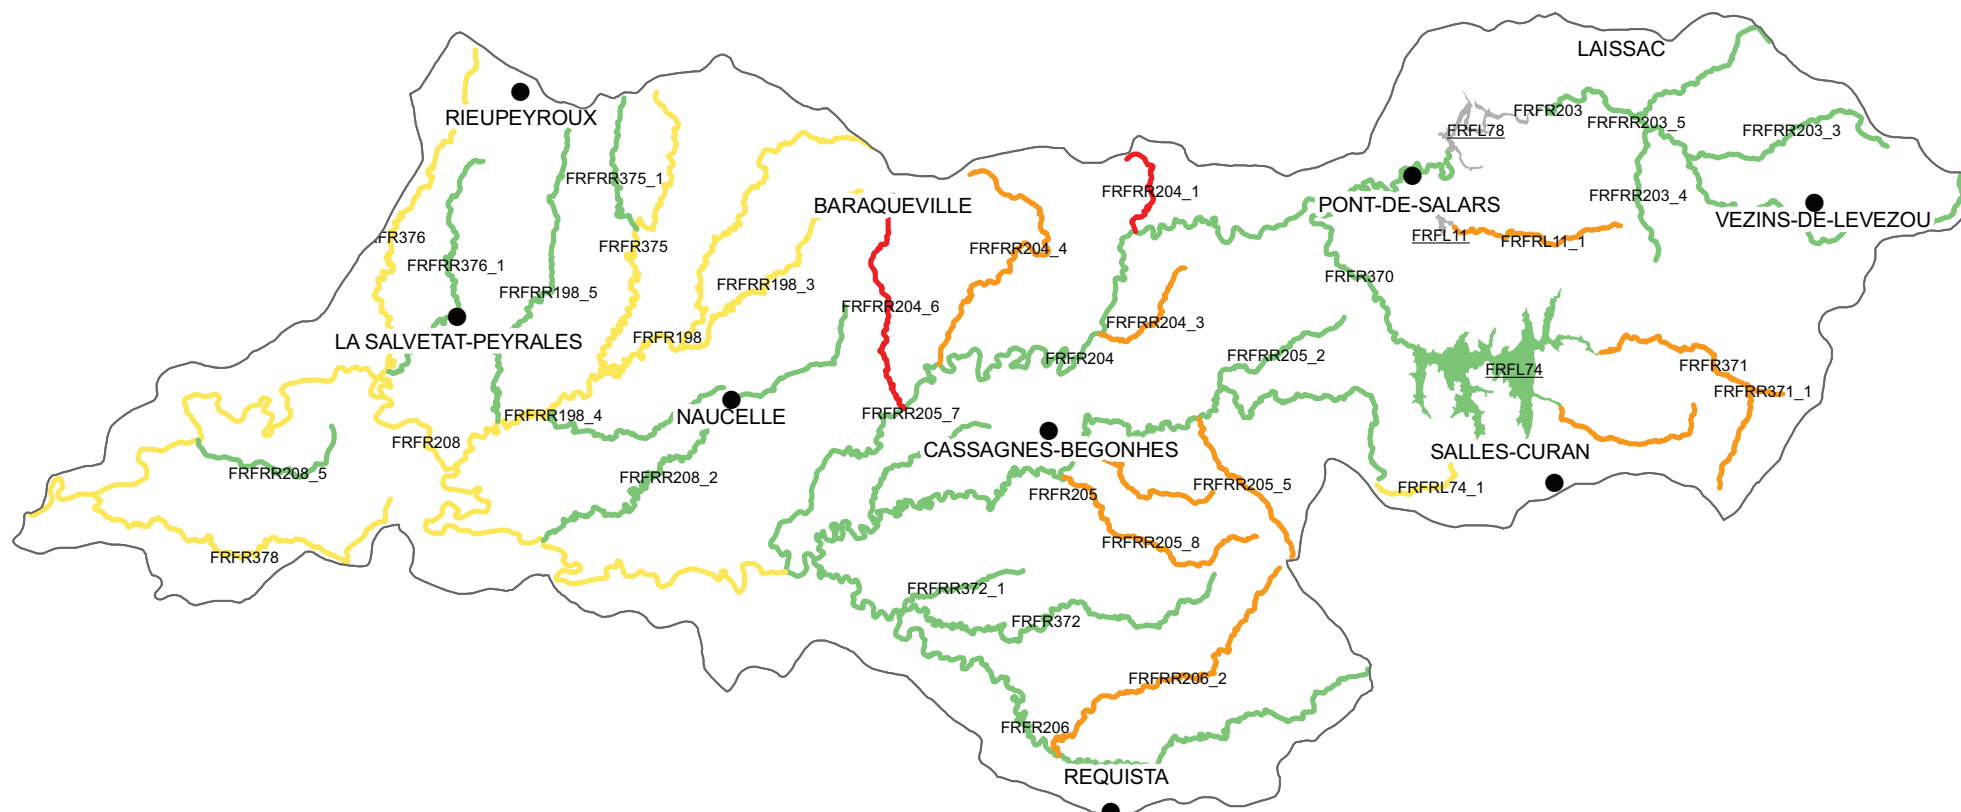 LAISSAC
RIEUPEYROUX
FRFR203
FRFRR203_5
FRFL78
FRFRR203_3
FRFRR375_1
FRFRR204_1
FRFRR203_4
BARAQUEVILLE
PONT-DE-SALARS
VEZINS-DE-LEVEZOU
FRFR376
FRFR375
FRFRR204_4
FRFL11
FRFRL11_1
FRFRR376_1
FRFRR198_5
FRFRR198_3
FRFR370
FRFRR204_6
FRFRR204_3
LA SALVETAT-PEYRALES
FRFR198
FRFR204
FRFRR205_2
FRFL74
FRFR371
FRFRR371_1
FRFRR198_4
NAUCELLE
FRFRR205_7
FRFR208
CASSAGNES-BEGONHES
SALLES-CURAN
FRFRR208_5
FRFRR208_2
FRFR205
FRFRR205_5
FRFRL74_1
FRFR378
FRFRR205_8
FRFRR372_1
FRFR372
FRFRR206_2
FRFR206
REQUISTA